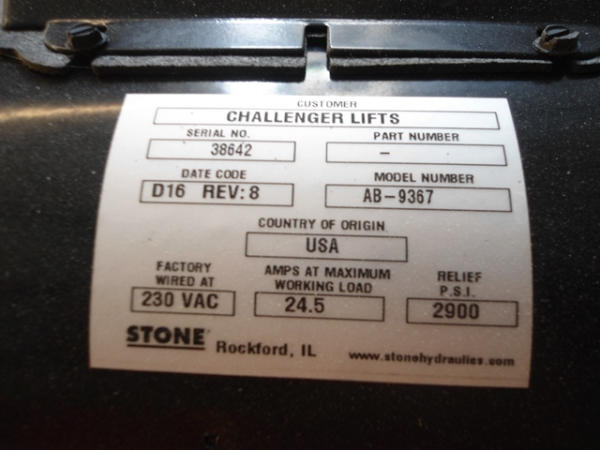 CUSTOMER
CHALLENGER LIFTS
SERIAL NO. PART NUMBER
38642 –
DATE CODE MODEL NUMBER
D16 REV: 8 AB-9367
COUNTRY OF ORIGIN
USA
FACTORY WIRED AT
230 VAC
AMPS AT MAXIMUM WORKING LOAD
24.5
RELIEF P.S.I.
2900
STONE Rockford, IL www.stonehydraulics.com